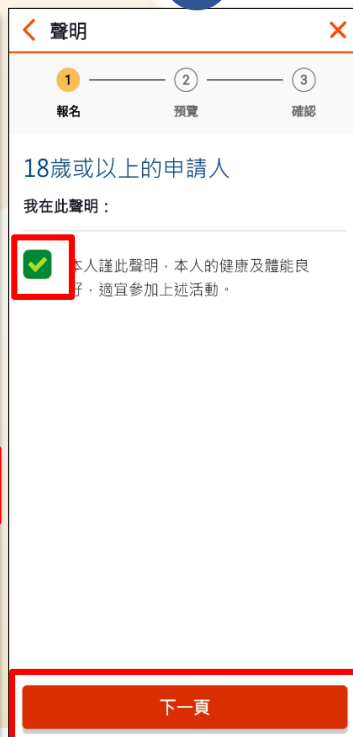 聲明
1 2 3
報名 預覽 確認
18歲或以上的申請人
我在此聲明：
本人謹此聲明，本人的健康及體能良
好，適宜參加上述活動。
下一頁